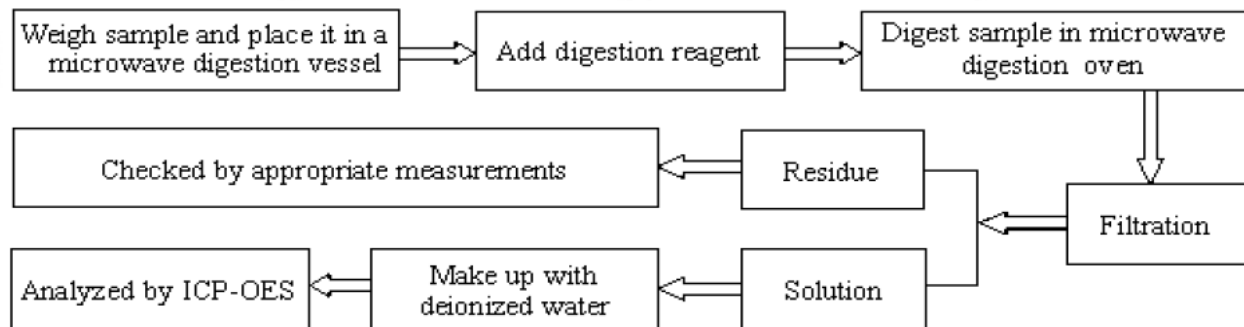 Weigh sample and place it in a
microwave digestion vessel
Add digestion reagent
Digest sample in microwave
digestion oven
Checked by appropriate measurements
Residue
Filtration
Analyzed by ICP-OES
Make up with
deionized water
Solution